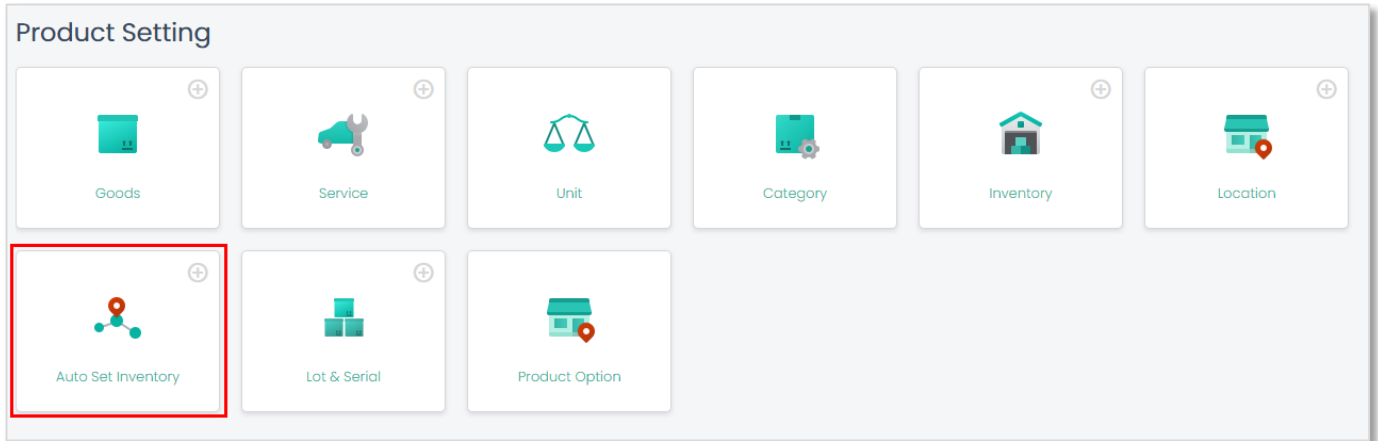 Product Setting
Goods
Service
Unit
Category
Inventory
Location
Auto Set Inventory
Lot & Serial
Product Option